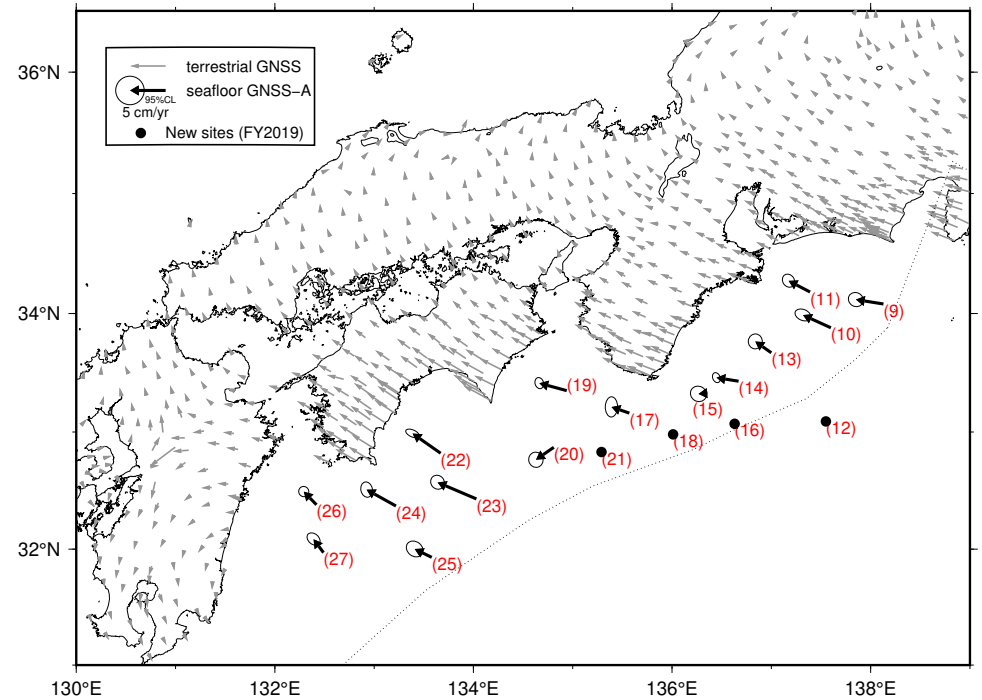 36°N
34°N
32°N
130°E
132°E
134°E
136°E
138°E
terrestrial GNSS
seafloor GNSS−A
95%CL
5 cm/yr
New sites (FY2019)
(11)
(9)
(10)
(13)
(14)
(19)
(15)
(17)
(12)
(16)
(18)
(20)
(21)
(22)
(23)
(24)
(26)
(27)
(25)